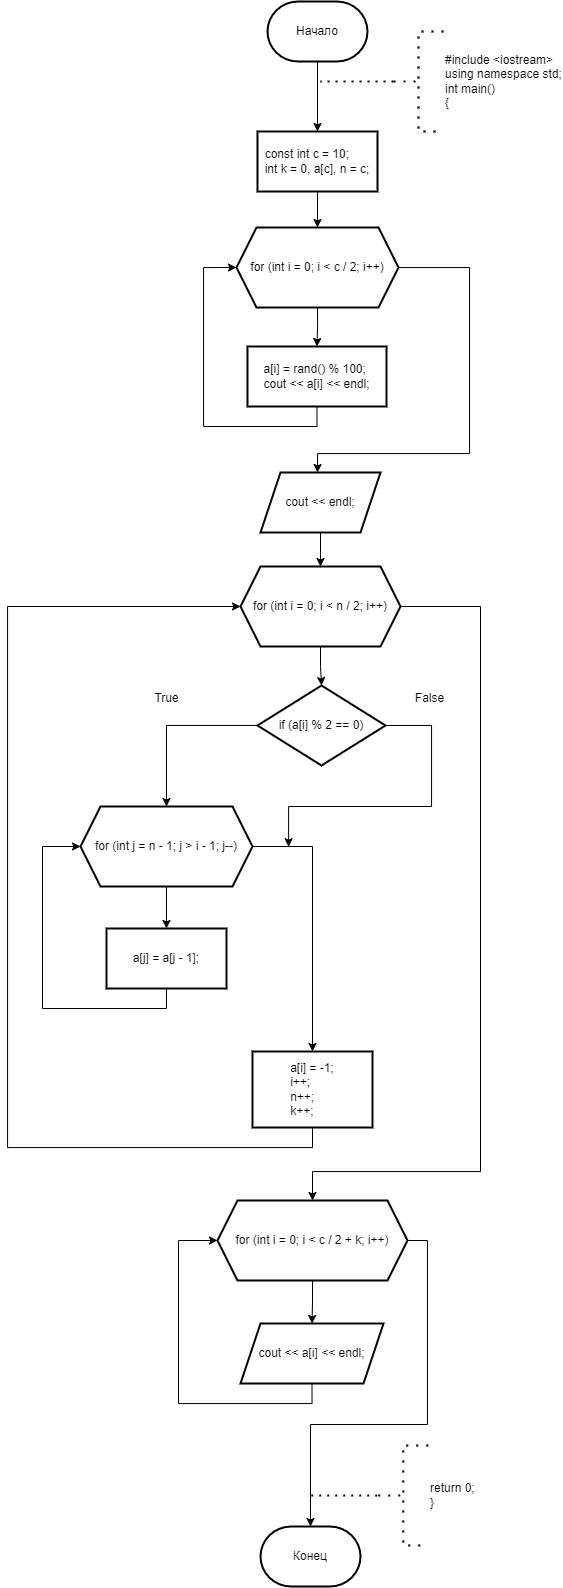 Начало
#include <iostream>
using namespace std;
int main()
{
const int c = 10;
int k = 0, a[c], n = c;
for (int i = 0; i < c / 2; i++)
a[i] = rand() % 100;
cout << a[i] << endl;
cout << endl;
for (int i = 0; i < n / 2; i++)
True
False
if (a[i] % 2 == 0)
for (int j = n - 1; j > i - 1; j--)
a[j] = a[j - 1];
a[i] = -1;
i++;
n++;
k++;
for (int i = 0; i < c / 2 + k; i++)
cout << a[i] << endl;
return 0;
}
Конец